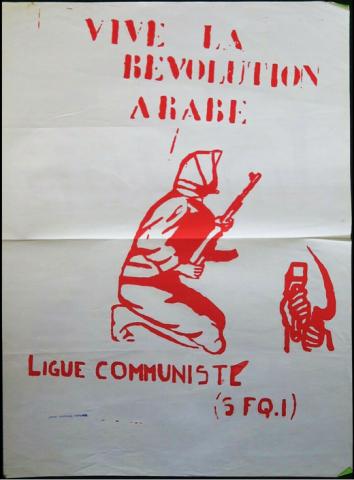 VIVE LA
REVOLUTION
ARABE
LIGUE COMMUNISTE
(S FQ.I)